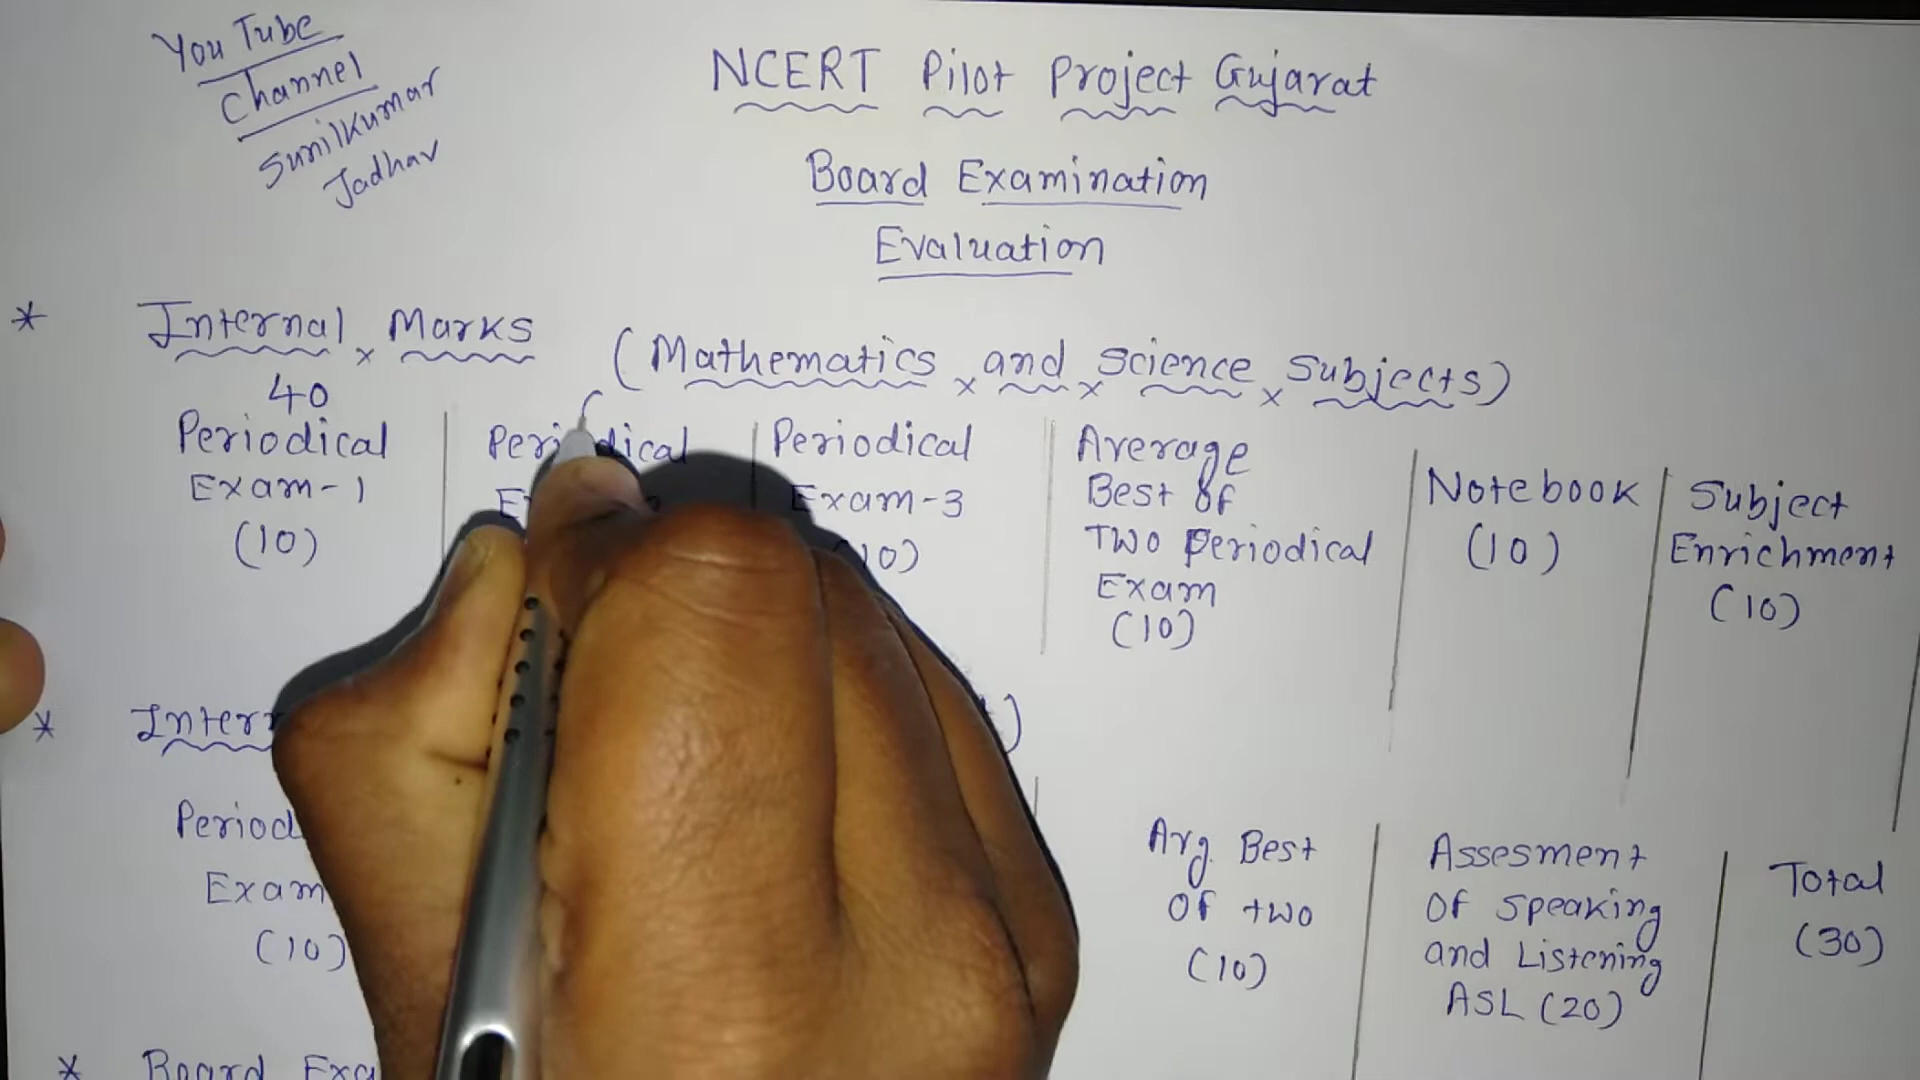 You Tube
Channel
SunilKumar
Jadhav
NCERT Pilot Project Gujarat
Board Examination
Evaluation
* Internal Marks (Mathematics and Science Subjects)
40
Periodical
Exam-1
(10)
Periodical
Periodical
Exam-3
10)
Average
Best of
Two Periodical
Exam
(10)
Notebook
(10)
Subject
Enrichment
(10)
*
Period
Exam
(10)
Avg. Best
Of two
(10)
Assesment
Of Speaking
and Listening
ASL (20)
Total
(30)
* Board Exa